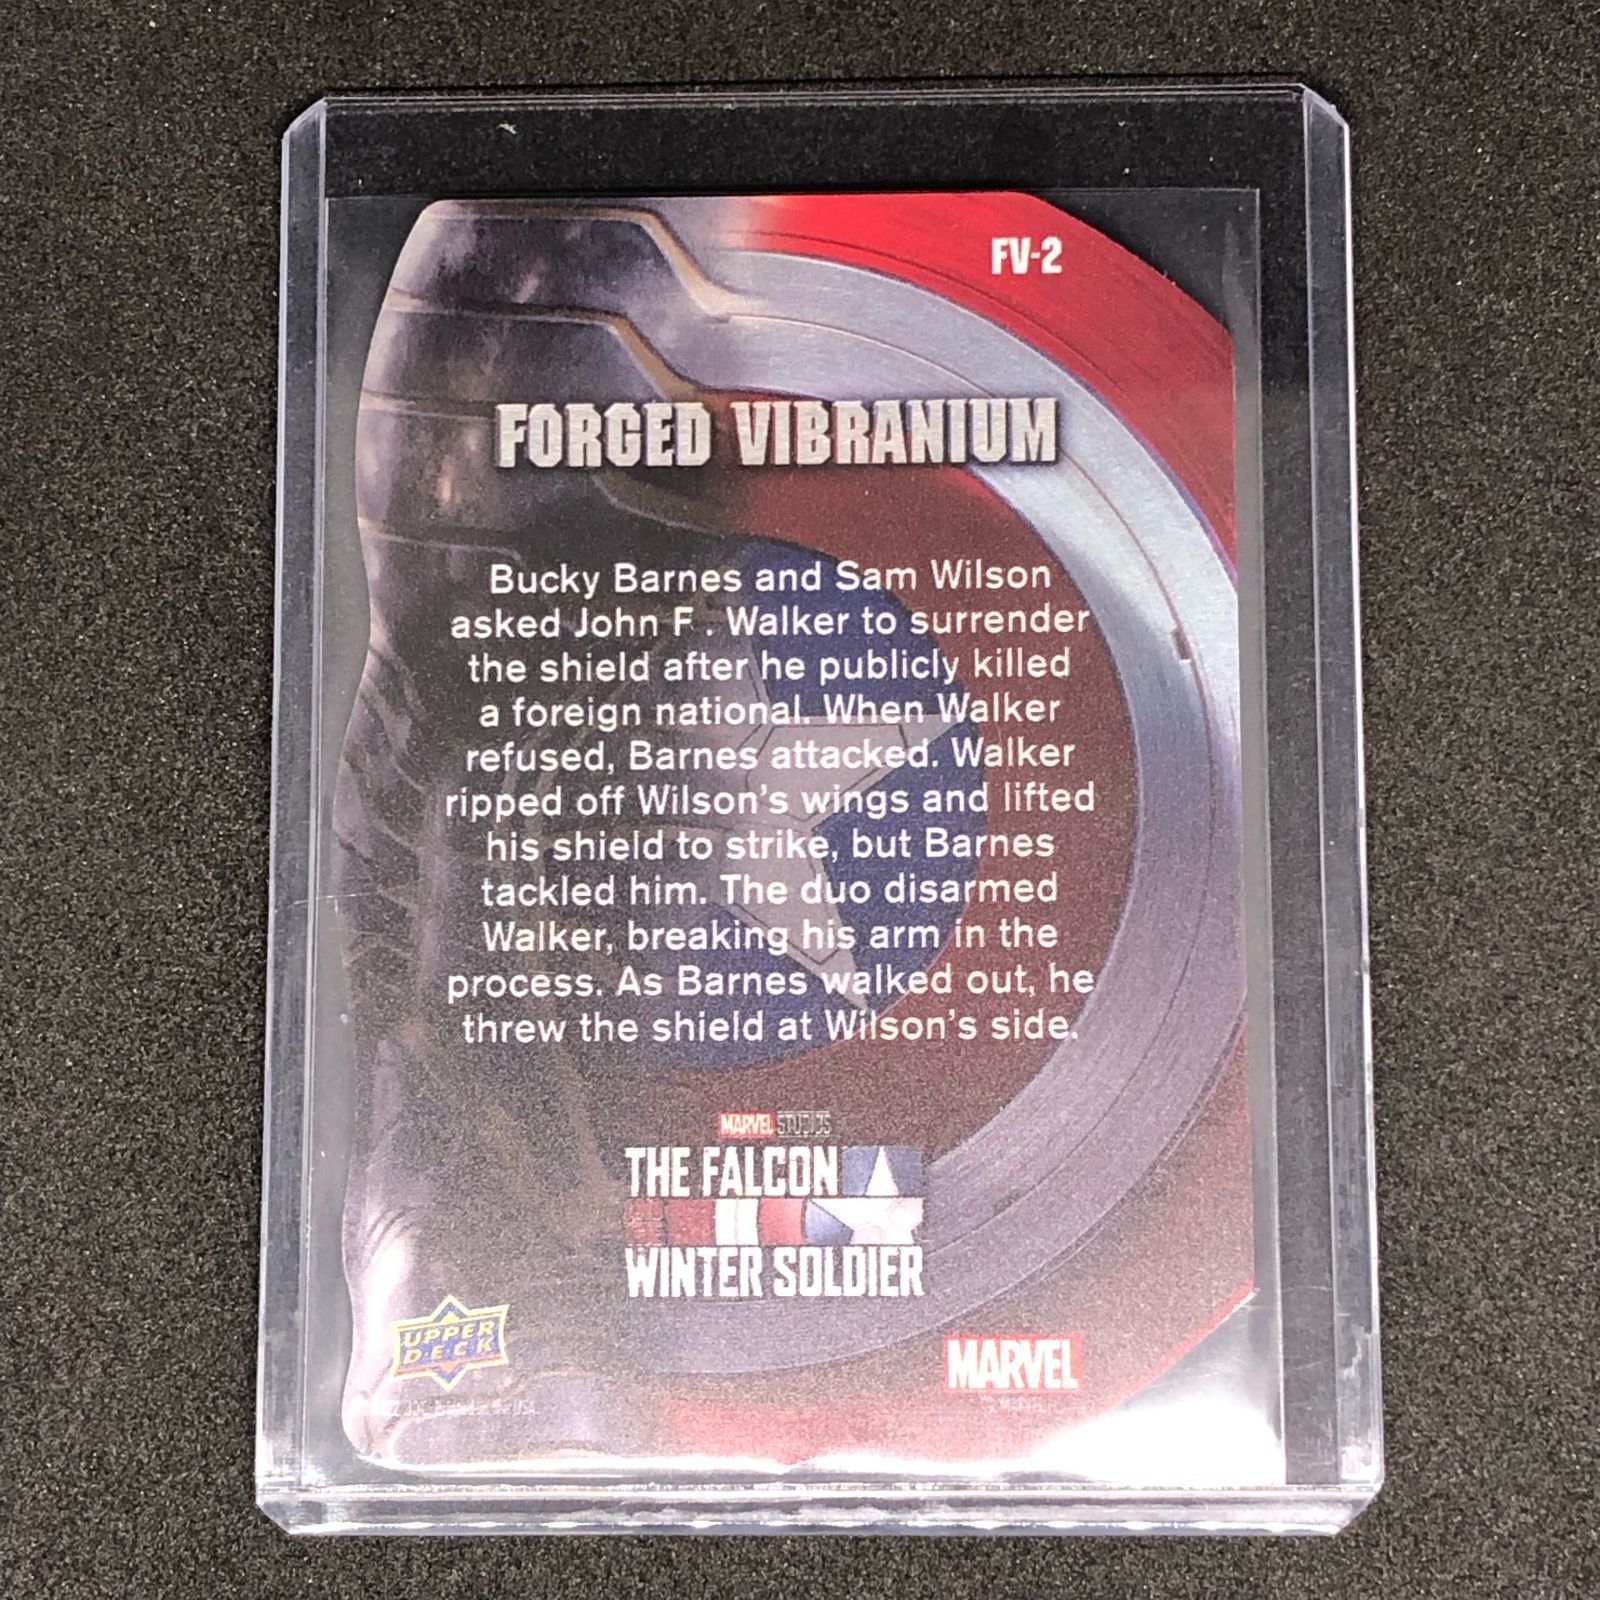 FV-2
FORGED VIBRANIUM
Bucky Barnes and Sam Wilson
asked John F . Walker to surrender
the shield after he publicly killed
a foreign national. When Walker
refused, Barnes attacked. Walker
ripped off Wilson's wings and lifted
his shield to strike, but Barnes
tackled him. The duo disarmed
Walker, breaking his arm in the
process. As Barnes walked out, he
threw the shield at Wilson's side.
MARVEL STUDIOS
THE FALCON
WINTER SOLDIER
UPPER
DECK
MARVEL